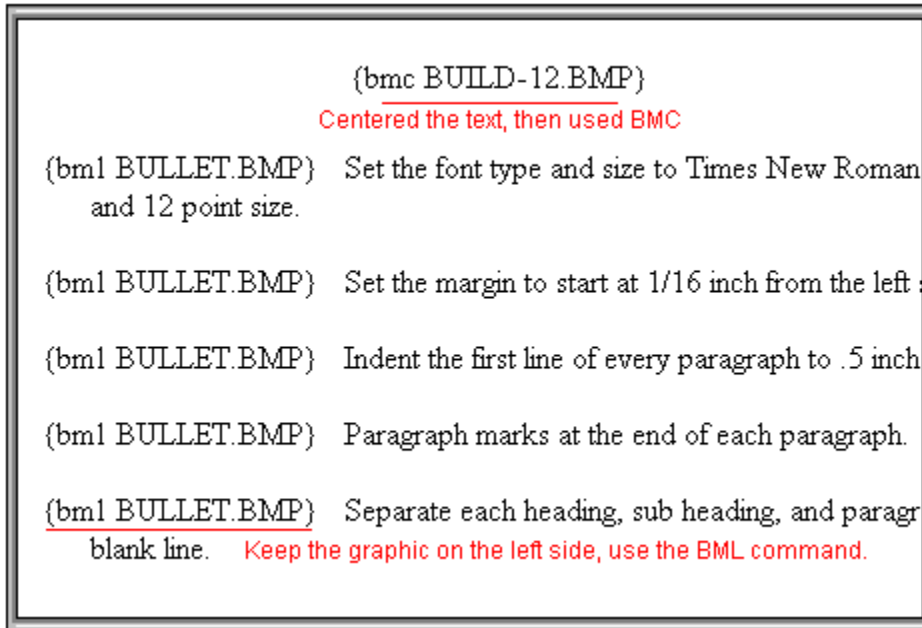 {bmc BUILD-12.BMP}
Centered the text, then used BMC
{bml BULLET.BMP} Set the font type and size to Times New Roman
and 12 point size.
{bml BULLET.BMP} Set the margin to start at 1/16 inch from the left
{bml BULLET.BMP} Indent the first line of every paragraph to .5 inch
{bml BULLET.BMP} Paragraph marks at the end of each paragraph.
{bml BULLET.BMP} Separate each heading, sub heading, and paragr
blank line. Keep the graphic on the left side, use the BML command.